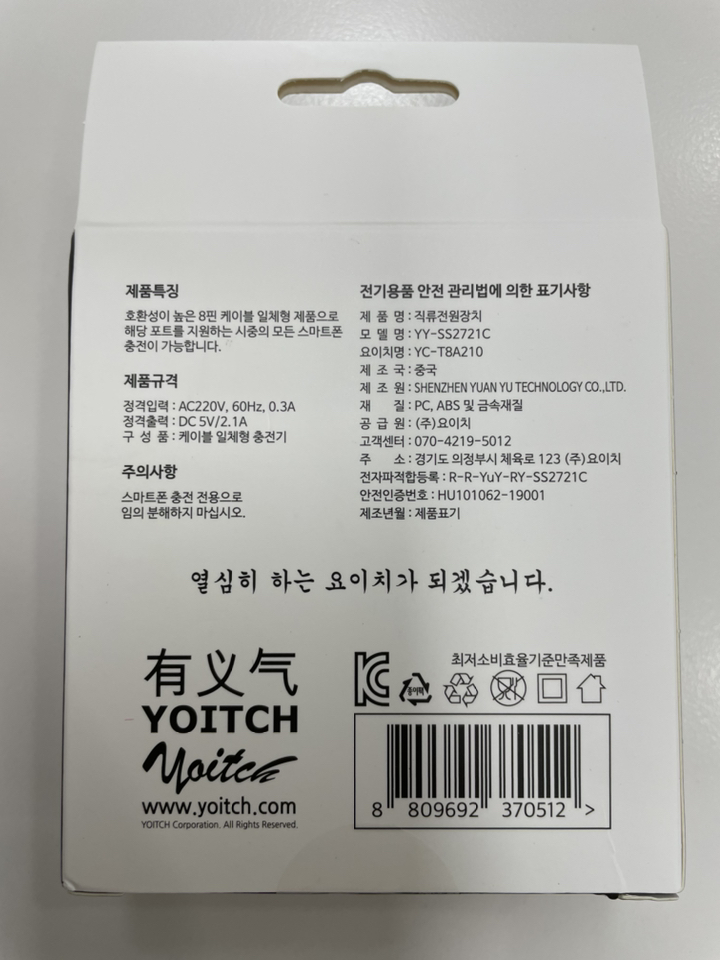 제품특징
호환성이 높은 8핀 케이블 일체형 제품으로
해당 포트를 지원하는 시중의 모든 스마트폰
충전이 가능합니다.
제품규격
정격입력 : AC220V, 60Hz, 0.3A
정격출력 : DC 5V/2.1A
구 성 품 : 케이블 일체형 충전기
주의사항
스마트폰 충전 전용으로
임의 분해하지 마십시오.
전기용품 안전 관리법에 의한 표기사항
제 품 명 : 직류전원장치
모 델 명 : YY-SS2721C
요이치명 : YC-T8A210
제 조 국 : 중국
제 조 원 : SHENZHEN YUAN YU TECHNOLOGY CO.,LTD.
재 질 : PC, ABS 및 금속재질
공 급 원 : (주)요이치
고객센터 : 070-4219-5012
주 소 : 경기도 의정부시 체육로 123 (주)요이치
전자파적합등록 : R-R-YuY-RY-SS2721C
안전인증번호 : HU101062-19001
제조년월 : 제품표기
열심히 하는 요이치가 되겠습니다.
有义气
YOITCH
Yoitch
www.yoitch.com
YOITCH Corporation. All Rights Reserved.
최저소비효율기준만족제품
KC
종이팩
8 809692 370512 >